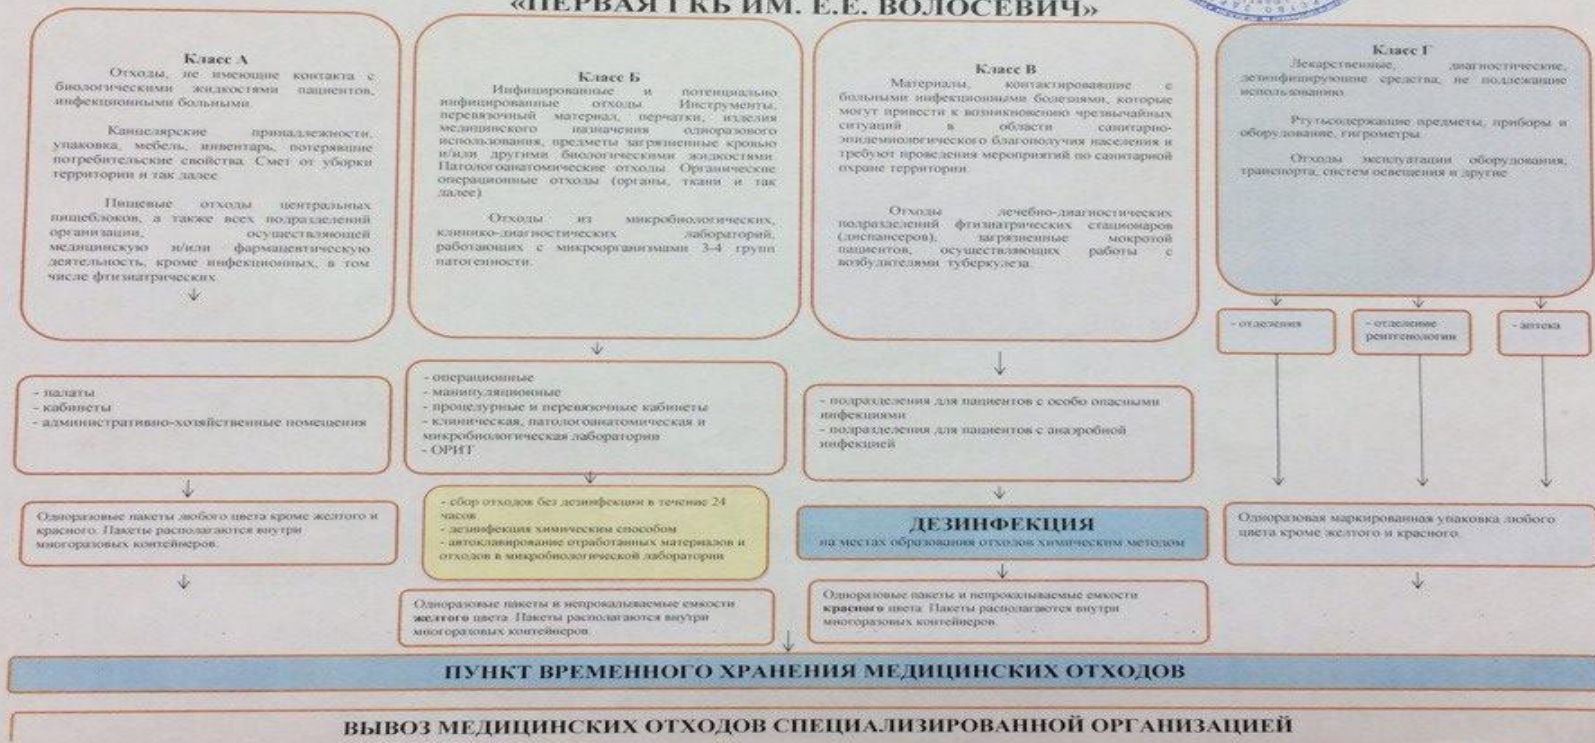 «ПЕРВАЯ ГКБ ИМ. Е.Е. ВОЛОСЕВИЧ»
Класс А
Отходы, не имеющие контакта с
биологическими жидкостями пациентов,
инфекционными больными.
Канцелярские принадлежности,
упаковка, мебель, инвентарь, потерявшие
потребительские свойства. Смет от уборки
территории и так далее.
Пищевые отходы центральных
пищеблоков, а также всех подразделений
организации, осуществляющей
медицинскую и/или фармацевтическую
деятельность, кроме инфекционных, в том
числе фтизиатрических
- палаты
- кабинеты
- административно-хозяйственные помещения
Одноразовые пакеты любого цвета кроме желтого и
красного. Пакеты располагаются внутри
многоразовых контейнеров.
Класс Б
Инфицированные и потенциально
инфицированные отходы. Инструменты,
перевязочный материал, перчатки, изделия
медицинского назначения одноразового
использования, предметы загрязненные кровью
и/или другими биологическими жидкостями.
Патологоанатомические отходы. Органические
операционные отходы (органы, ткани и так
далее)
Отходы из микробиологических,
клинико-диагностических лабораторий,
работающих с микроорганизмами 3-4 групп
патогенности.
- операционные
- манипуляционные
- процедурные и перевязочные кабинеты
- клиническая, патологоанатомическая и
микробиологическая лаборатории
- ОРИТ
- сбор отходов без дезинфекции в течение 24
часов
- дезинфекция химическим способом
- автоклавирование отработанных материалов и
отходов в микробиологической лаборатории
Одноразовые пакеты и непрокалываемые емкости
желтого цвета. Пакеты располагаются внутри
многоразовых контейнеров.
Класс В
Материалы, контактировавшие с
больными инфекционными болезнями, которые
могут привести к возникновению чрезвычайных
ситуаций в области санитарно-
эпидемиологического благополучия населения и
требуют проведения мероприятий по санитарной
охране территории.
Отходы лечебно-диагностических
подразделений фтизиатрических стационаров
(диспансеров), загрязненные мокротой
пациентов, осуществляющих работы с
возбудителями туберкулеза.
- подразделения для пациентов с особо опасными
инфекциями
- подразделения для пациентов с анаэробной
инфекцией
ДЕЗИНФЕКЦИЯ
на местах образования отходов химическим методом
Одноразовые пакеты и непрокалываемые емкости
красного цвета. Пакеты располагаются внутри
многоразовых контейнеров.
Класс Г
Лекарственные, диагностические,
дезинфицирующие средства, не подлежащие
использованию.
Ртутьсодержащие предметы, приборы и
оборудование, гигрометры.
Отходы эксплуатации оборудования,
транспорта, систем освещения и другие
- отделения
- отделение
рентгенологии
- аптека
Одноразовая маркированная упаковка любого
цвета кроме желтого и красного.
ПУНКТ ВРЕМЕННОГО ХРАНЕНИЯ МЕДИЦИНСКИХ ОТХОДОВ
ВЫВОЗ МЕДИЦИНСКИХ ОТХОДОВ СПЕЦИАЛИЗИРОВАННОЙ ОРГАНИЗАЦИЕЙ